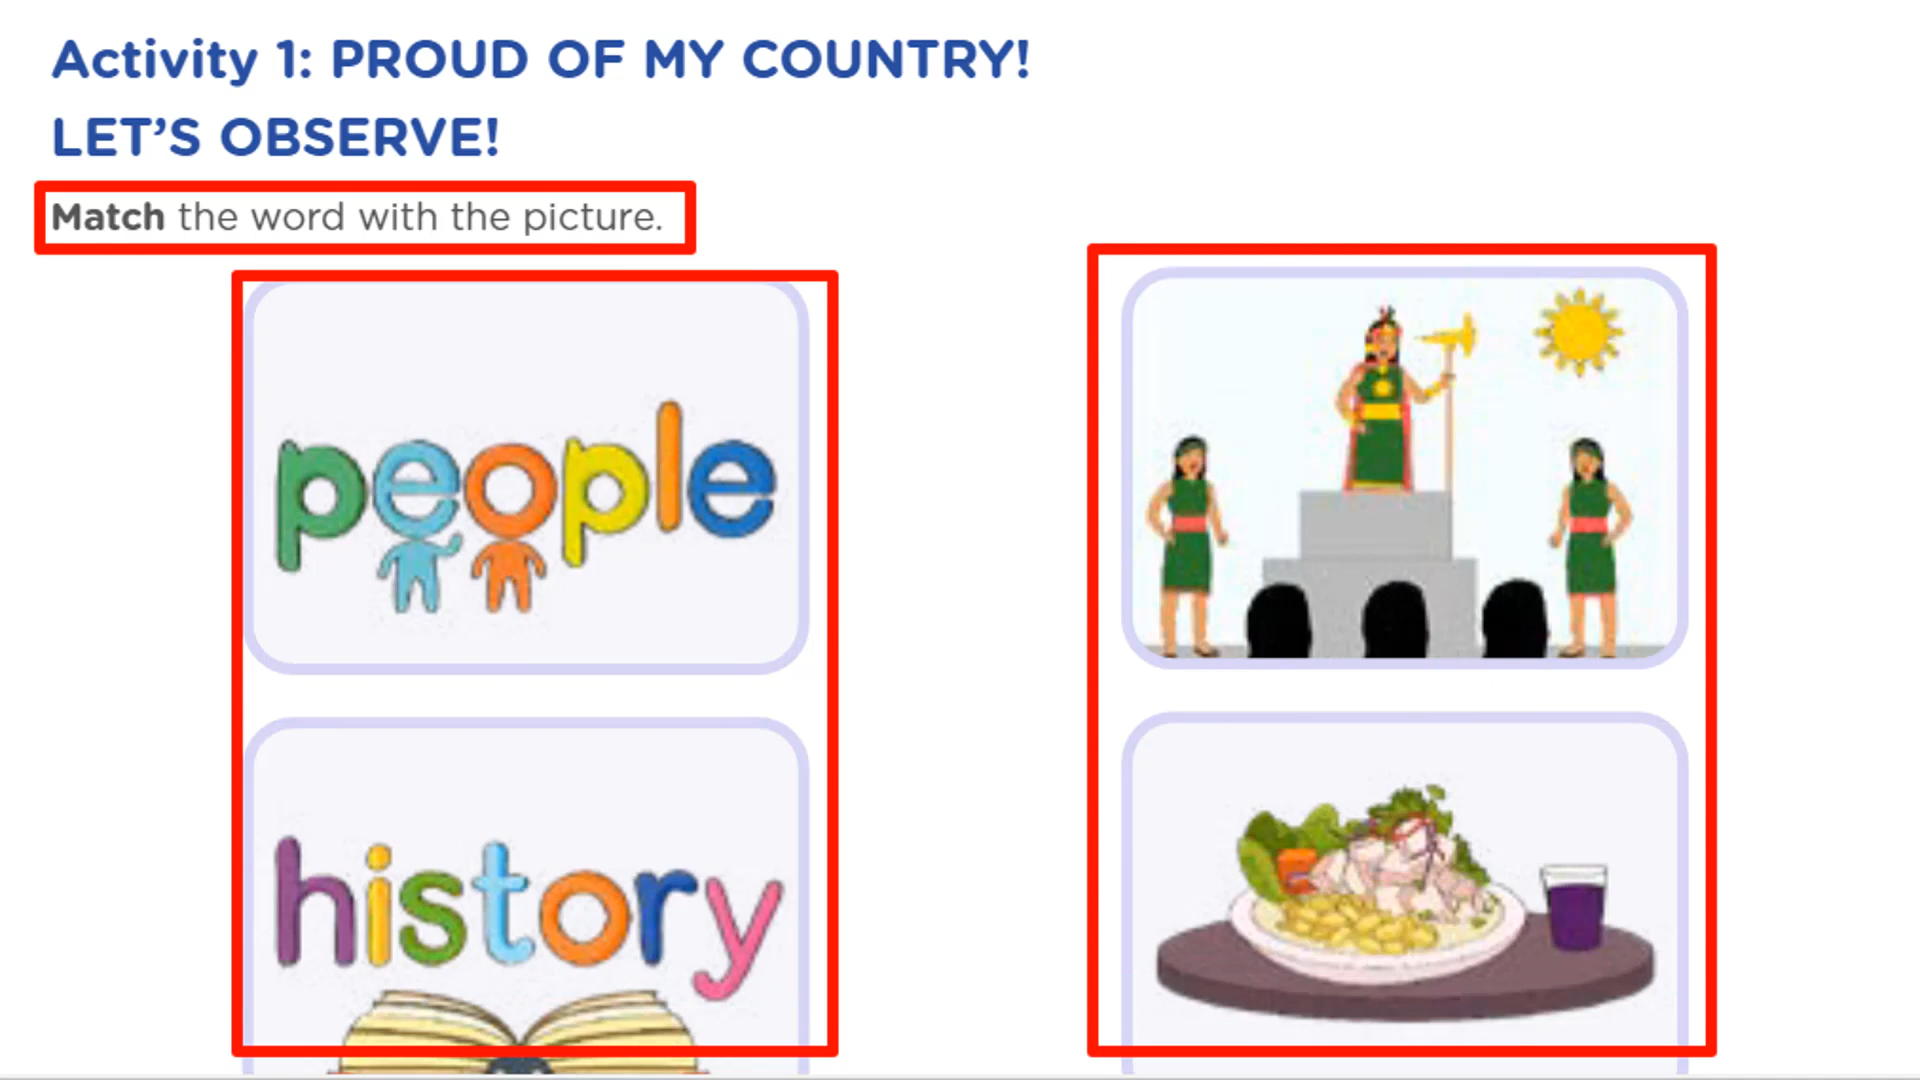 Activity 1: PROUD OF MY COUNTRY!
LET’S OBSERVE!
Match the word with the picture.
people
history